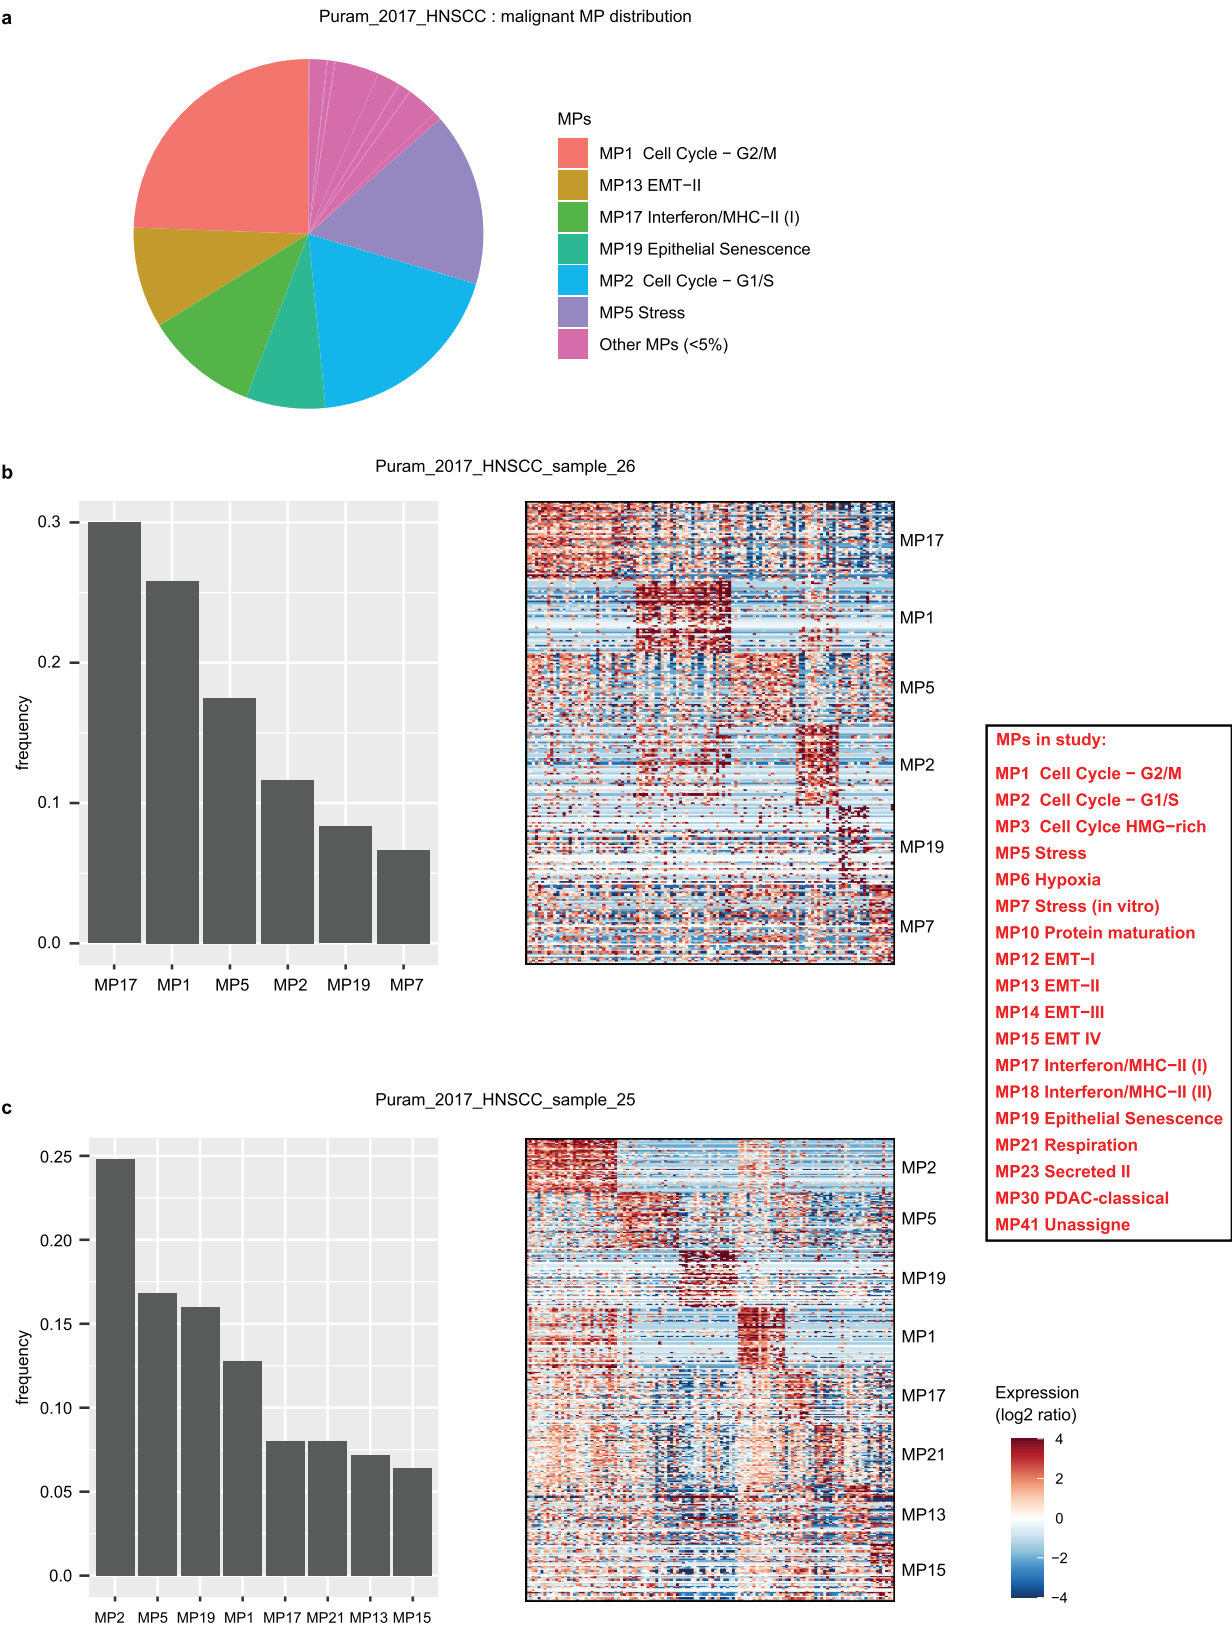 a
Puram_2017_HNSCC : malignant MP distribution
MPs
MP1  Cell Cycle − G2/M
MP13 EMT−II
MP17 Interferon/MHC−II (I)
MP19 Epithelial Senescence
MP2  Cell Cycle − G1/S
MP5 Stress
Other MPs (<5%)
b
Puram_2017_HNSCC_sample_26
frequency
0.3
0.2
0.1
0.0
MP17 MP1 MP5 MP2 MP19 MP7
MP17
MP1
MP5
MP2
MP19
MP7
MPs in study:
MP1  Cell Cycle − G2/M
MP2  Cell Cycle − G1/S
MP3  Cell Cylce HMG−rich
MP5 Stress
MP6 Hypoxia
MP7 Stress (in vitro)
MP10 Protein maturation
MP12 EMT−I
MP13 EMT−II
MP14 EMT−III
MP15 EMT IV
MP17 Interferon/MHC−II (I)
MP18 Interferon/MHC−II (II)
MP19 Epithelial Senescence
MP21 Respiration
MP23 Secreted II
MP30 PDAC-classical
MP41 Unassigne
c
Puram_2017_HNSCC_sample_25
frequency
0.25
0.20
0.15
0.10
0.05
0.0
MP2 MP5 MP19 MP1 MP17 MP21 MP13 MP15
MP2
MP5
MP19
MP1
MP17
MP21
MP13
MP15
Expression
(log2 ratio)
4
2
0
−2
−4